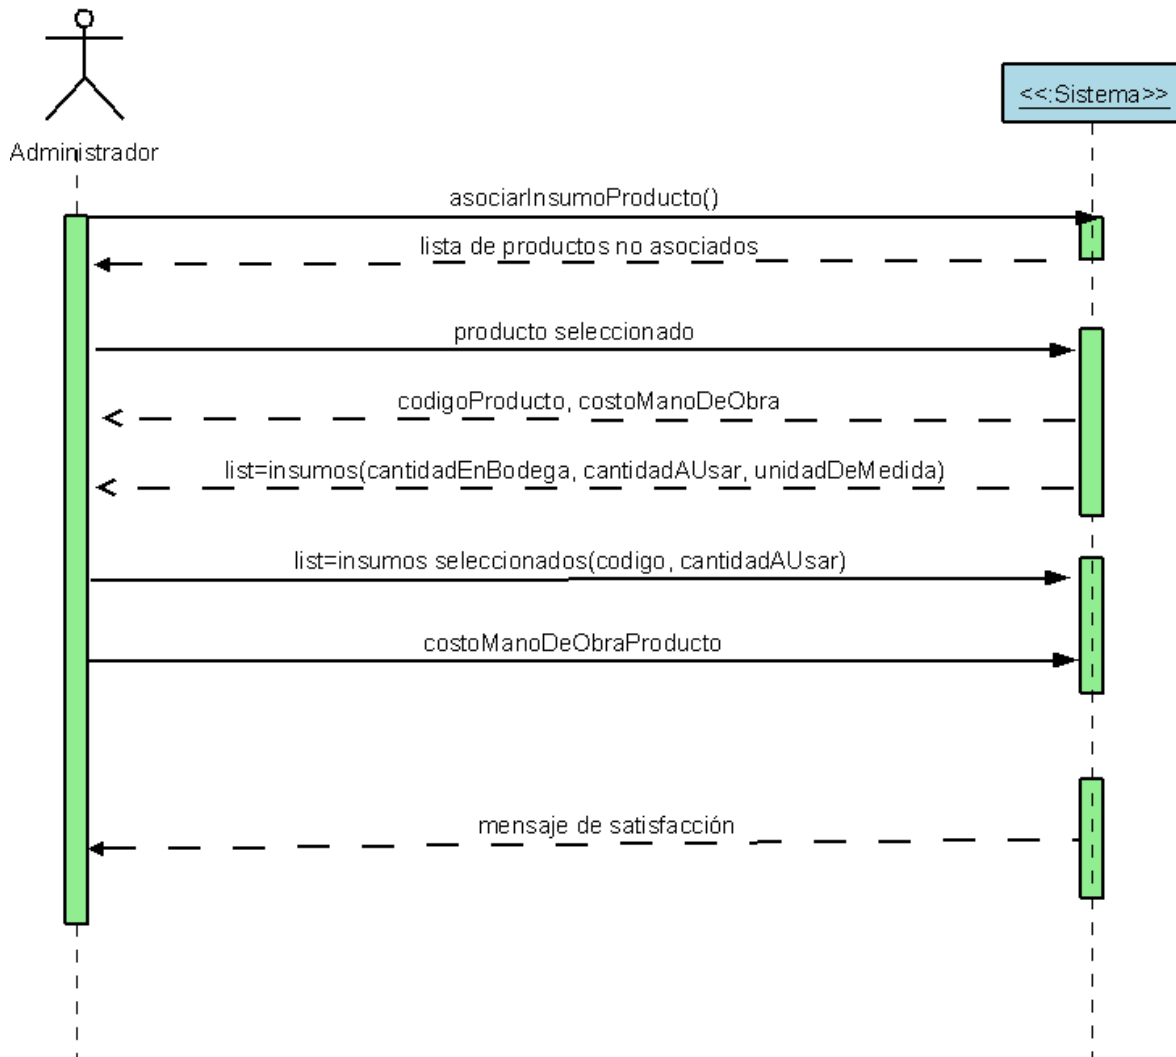 <<:Sistema>>
Administrador
asociarInsumoProducto()
lista de productos no asociados
producto seleccionado
codigoProducto, costoManoDeObra
list=insumos(cantidadEnBodega, cantidadAUsar, unidadDeMedida)
list=insumos seleccionados(codigo, cantidadAUsar)
costoManoDeObraProducto
mensaje de satisfacción